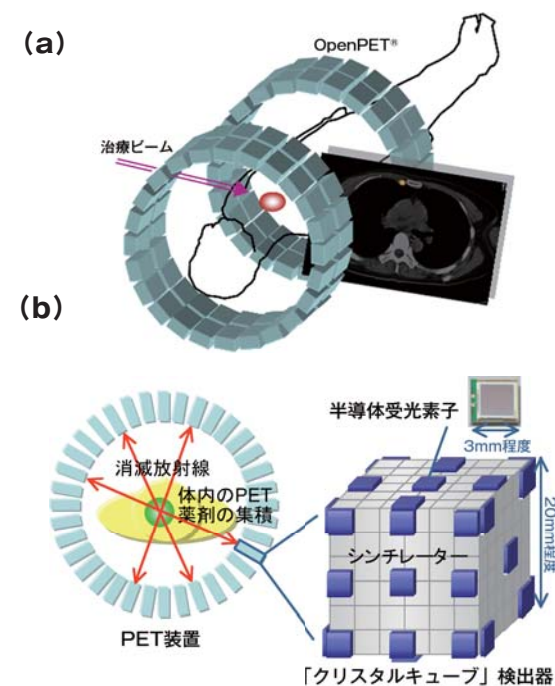 (a)
OpenPET®
治療ビーム
(b)
半導体受光素子
3mm程度
消滅放射線
体内のPET
薬剤の集積
シンチレーター
20mm程度
PET装置
「クリスタルキューブ」検出器